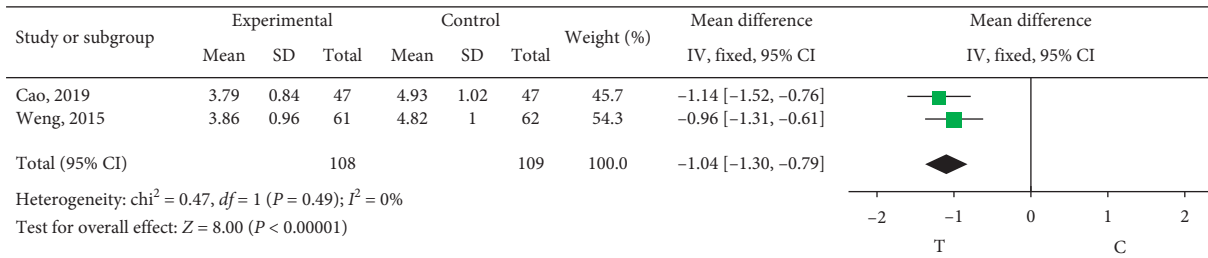 Study or subgroup Experimental Control Weight (%) Mean difference Mean difference
Mean SD Total Mean SD Total IV, fixed, 95% CI IV, fixed, 95% CI
Cao, 2019 3.79 0.84 47 4.93 1.02 47 45.7 –1.14 [–1.52, –0.76]
Weng, 2015 3.86 0.96 61 4.82 1 62 54.3 –0.96 [–1.31, –0.61]
Total (95% CI) 108 109 100.0 –1.04 [–1.30, –0.79]
Heterogeneity: chi² = 0.47, df = 1 (P = 0.49); I² = 0%
Test for overall effect: Z = 8.00 (P < 0.00001)
–2 –1 0 1 2
T C